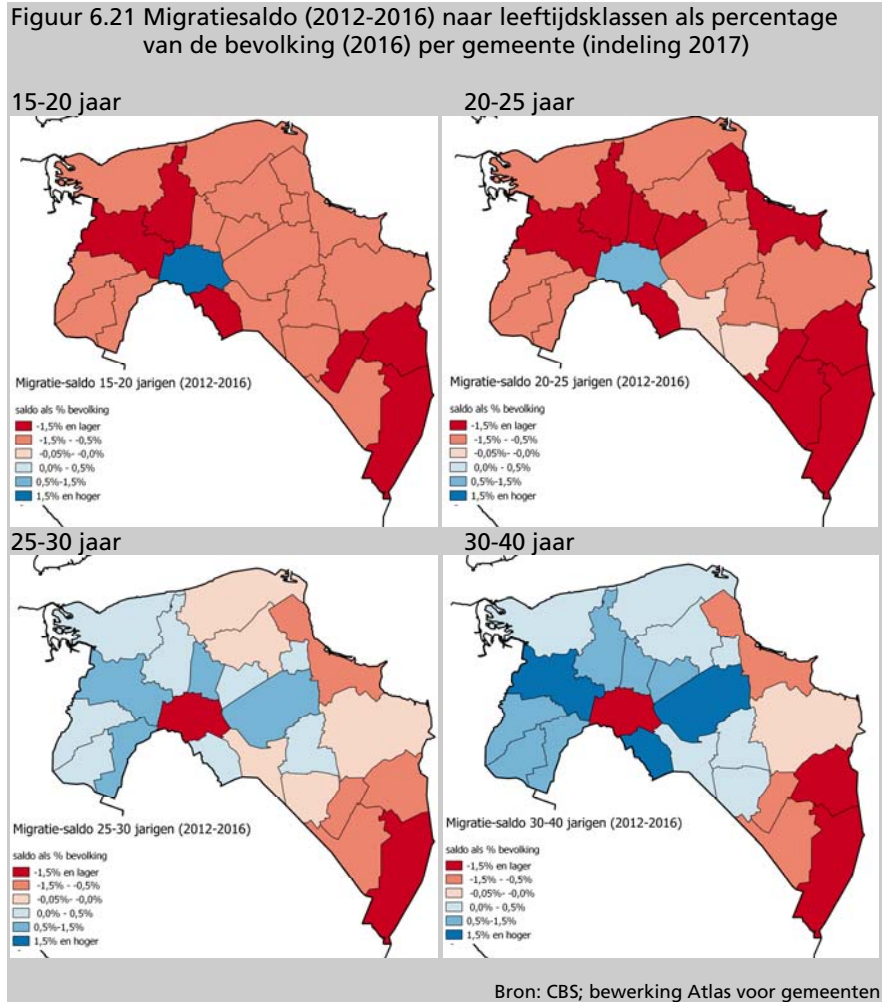 Figuur 6.21 Migratiesaldo (2012-2016) naar leeftijdsklassen als percentage
van de bevolking (2016) per gemeente (indeling 2017)
15-20 jaar
20-25 jaar
Migratie-saldo 15-20 jarigen (2012-2016)
saldo als % bevolking
-1,5% en lager
-1,5% - -0,5%
-0,05%- -0,0%
0,0% - 0,5%
0,5%-1,5%
1,5% en hoger
Migratie-saldo 20-25 jarigen (2012-2016)
saldo als % bevolking
-1,5% en lager
-1,5% - -0,5%
-0,05%- -0,0%
0,0% - 0,5%
0,5%-1,5%
1,5% en hoger
25-30 jaar
30-40 jaar
Migratie-saldo 25-30 jarigen (2012-2016)
saldo als % bevolking
-1,5% en lager
-1,5% - -0,5%
-0,05%- -0,0%
0,0% - 0,5%
0,5%-1,5%
1,5% en hoger
Migratie-saldo 30-40 jarigen (2012-2016)
saldo als % bevolking
-1,5% en lager
-1,5% - -0,5%
-0,05%- -0,0%
0,0% - 0,5%
0,5%-1,5%
1,5% en hoger
Bron: CBS; bewerking Atlas voor gemeenten